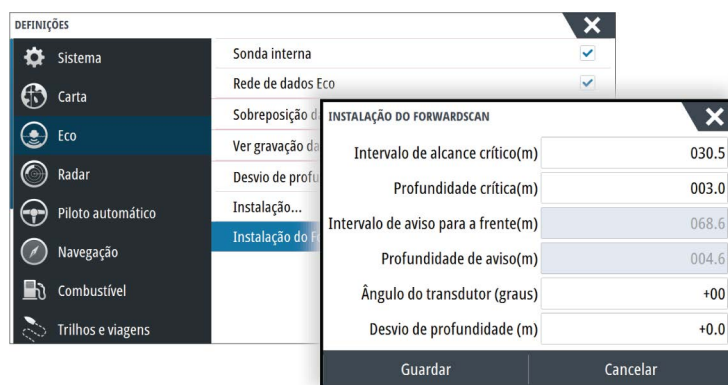 DEFINIÇÕES
Sistema
Carta
Eco
Radar
Piloto automático
Navegação
Combustível
Trilhos e viagens
Sonda interna
Rede de dados Eco
Sobreposição
Ver gravação da
Desvio de
Instalação...
Instalação do
INSTALAÇÃO DO FORWARDSCAN
Intervalo de alcance crítico(m) 030.5
Profundidade crítica(m) 003.0
Intervalo de aviso para a frente(m) 068.6
Profundidade de aviso(m) 004.6
Ângulo do transdutor (graus) +00
Desvio de profundidade (m) +0.0
Guardar Cancelar